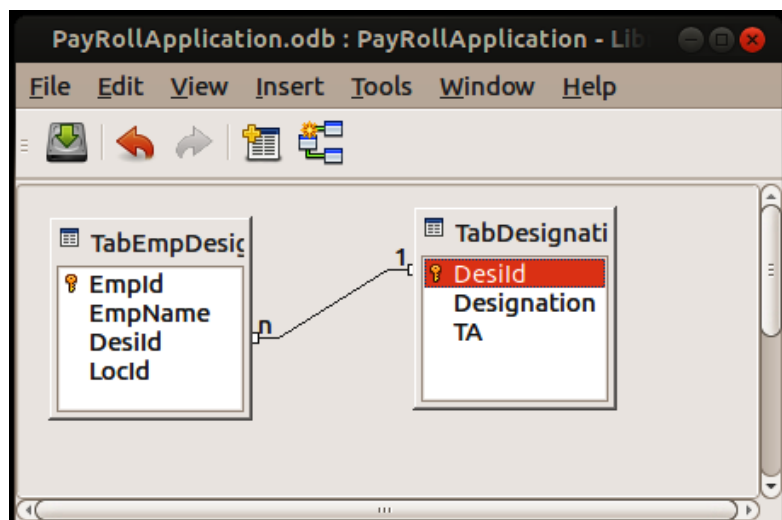 PayRollApplication.odb : PayRollApplication - Lib
File Edit View Insert Tools Window Help
TabEmpDesig
EmpId
EmpName
DesiId
LocId
n
1
TabDesignati
DesiId
Designation
TA